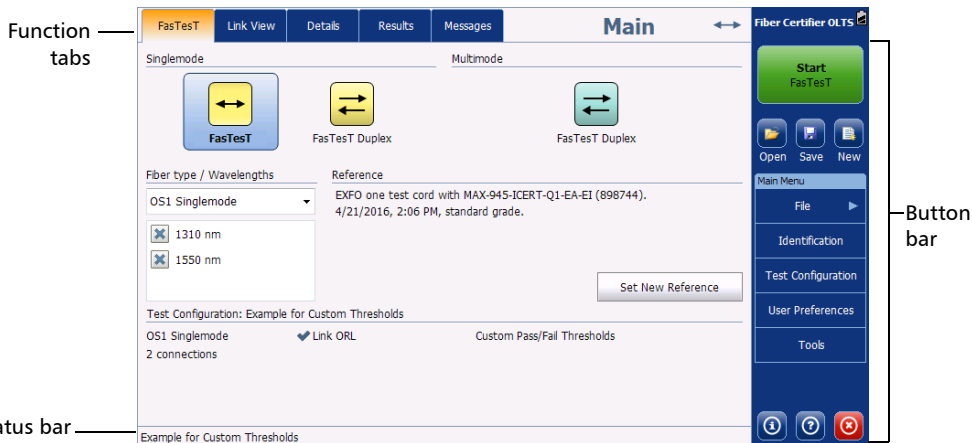 Function
tabs
FasTesT
Link View
Details
Results
Messages
Main
Fiber Certifier OLTS
Singlemode
Multimode
FasTesT
FasTesT Duplex
FasTesT Duplex
Start
FasTesT
Open
Save
New
Fiber type / Wavelengths
Reference
OS1 Singlemode
EXFO one test cord with MAX-945-ICERT-Q1-EA-EI (898744).
4/21/2016, 2:06 PM, standard grade.
1310 nm
1550 nm
Set New Reference
Main Menu
File
Identification
Test Configuration
User Preferences
Tools
Button
bar
Test Configuration: Example for Custom Thresholds
OS1 Singlemode
Link ORL
Custom Pass/Fail Thresholds
2 connections
atus bar
Example for Custom Thresholds